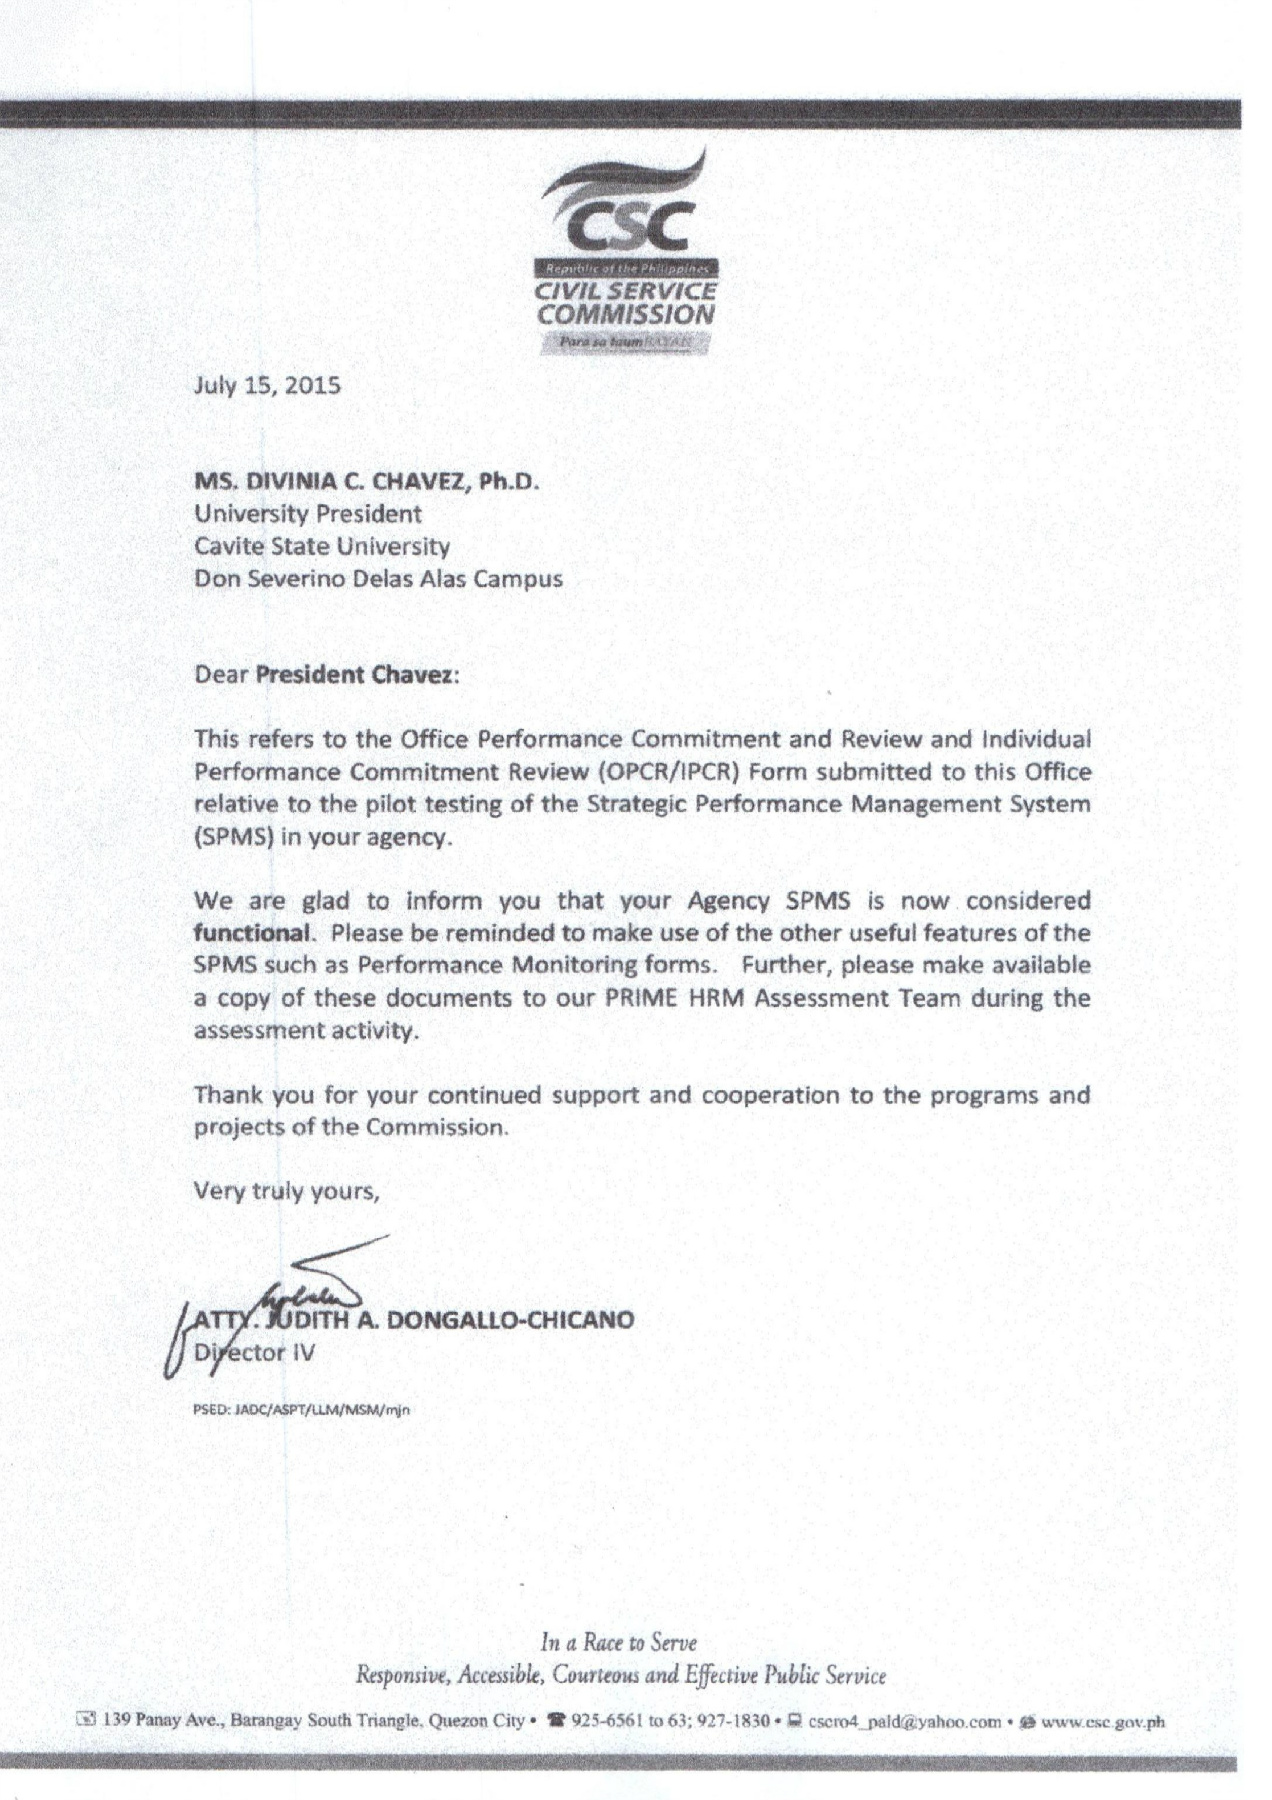 CSC
Republic of the Philippines
CIVIL SERVICE
COMMISSION
Para sa taumBAYAN
July 15, 2015
MS. DIVINIA C. CHAVEZ, Ph.D.
University President
Cavite State University
Don Severino Delas Alas Campus
Dear President Chavez:
This refers to the Office Performance Commitment and Review and Individual
Performance Commitment Review (OPCR/IPCR) Form submitted to this Office
relative to the pilot testing of the Strategic Performance Management System
(SPMS) in your agency.
We are glad to inform you that your Agency SPMS is now considered
functional. Please be reminded to make use of the other useful features of the
SPMS such as Performance Monitoring forms. Further, please make available
a copy of these documents to our PRIME HRM Assessment Team during the
assessment activity.
Thank you for your continued support and cooperation to the programs and
projects of the Commission.
Very truly yours,
ATTY. JUDITH A. DONGALLO-CHICANO
Director IV
PSED: JADC/ASPT/LLM/MSM/mjn
In a Race to Serve
Responsive, Accessible, Courteous and Effective Public Service
139 Panay Ave., Barangay South Triangle, Quezon City • 925-6561 to 63; 927-1830 • cscro4_pald@yahoo.com • www.csc.gov.ph